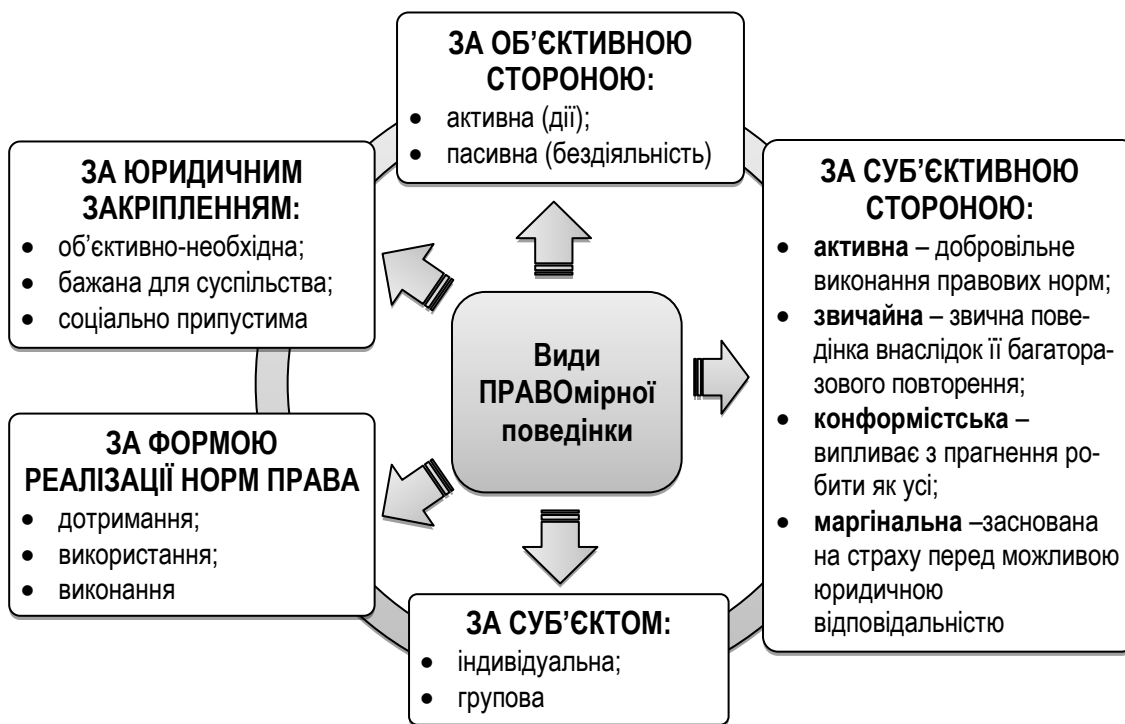 ЗА ОБ’ЄКТИВНОЮ
СТОРОНОЮ:
• активна (дії);
• пасивна (бездіяльність)
ЗА ЮРИДИЧНИМ
ЗАКРІПЛЕННЯМ:
• об’єктивно-необхідна;
• бажана для суспільства;
• соціально припустима
ЗА СУБ’ЄКТИВНОЮ
СТОРОНОЮ:
• активна – добровільне
виконання правових норм;
• звичайна – звична пове-
дінка внаслідок її багатора-
зового повторення;
• конформістська –
випливає з прагнення ро-
бити як усі;
• маргінальна –заснована
на страху перед можливою
юридичною
відповідальністю
Види
ПРАВОмірної
поведінки
ЗА ФОРМОЮ
РЕАЛІЗАЦІЇ НОРМ ПРАВА
• дотримання;
• використання;
• виконання
ЗА СУБ’ЄКТОМ:
• індивідуальна;
• групова